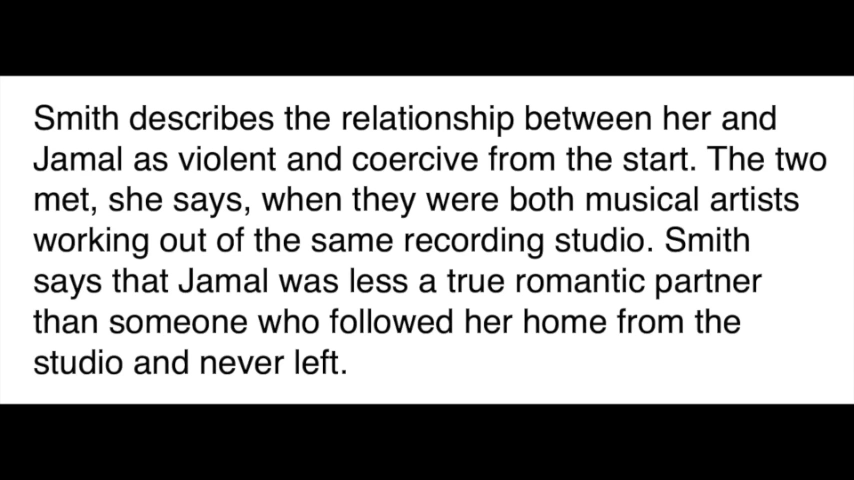 Smith describes the relationship between her and
Jamal as violent and coercive from the start. The two
met, she says, when they were both musical artists
working out of the same recording studio. Smith
says that Jamal was less a true romantic partner
than someone who followed her home from the
studio and never left.